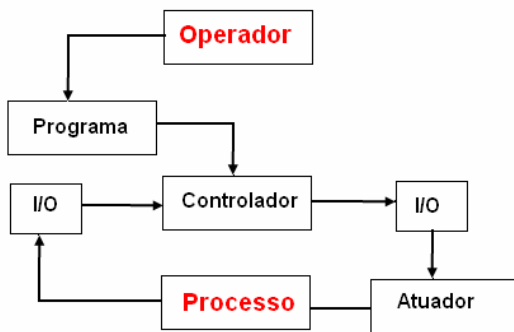 Operador
Programa
I/O
Controlador
I/O
Processo
Atuador